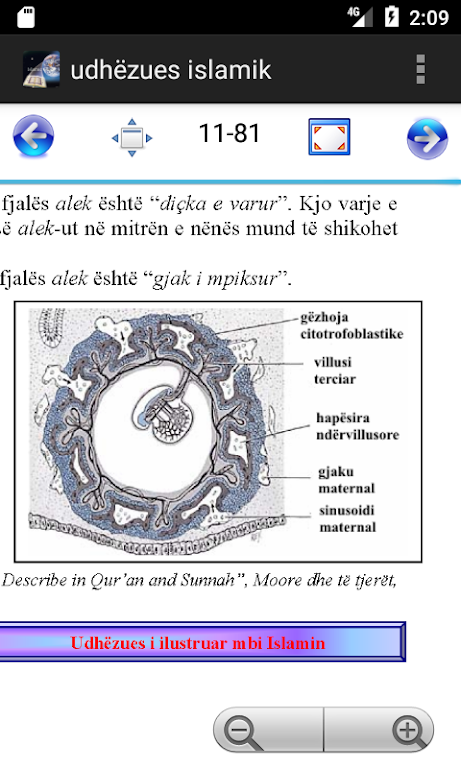 4G 2:09
udhëzues islamik
11-81
fjalës alek është “diçka e varur”. Kjo varje e
së alek-ut në mitrën e nënës mund të shikohet
fjalës alek është “gjak i mpiksur”.
gëzhoja
citotrofoblastike
villusi
terciar
hapësira
ndërvillusore
gjaku
maternal
sinusoidi
maternal
Describe in Qur’an and Sunnah”, Moore dhe të tjerët,
Udhëzues i ilustruar mbi Islamin